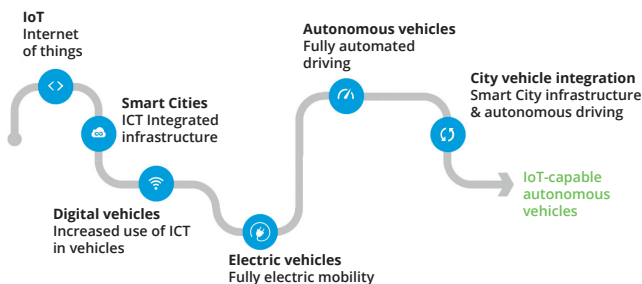 IoT
Internet
of things
Smart Cities
ICT Integrated
infrastructure
Digital vehicles
Increased use of ICT
in vehicles
Electric vehicles
Fully electric mobility
Autonomous vehicles
Fully automated
driving
City vehicle integration
Smart City infrastructure
& autonomous driving
IoT-capable
autonomous
vehicles